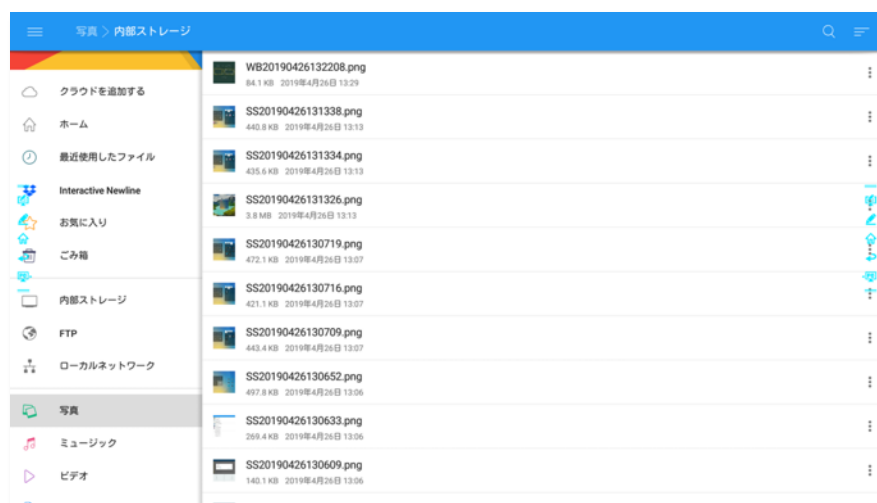 写真 > 内部ストレージ
クラウドを追加する
ホーム
最近使用したファイル
Interactive Newline
お気に入り
ごみ箱
内部ストレージ
FTP
ローカルネットワーク
写真
ミュージック
ビデオ
WB20190426132208.png
84.1 KB 2019年4月26日 13:29
SS20190426131338.png
440.8 KB 2019年4月26日 13:13
SS20190426131334.png
435.6 KB 2019年4月26日 13:13
SS20190426131326.png
3.8 MB 2019年4月26日 13:13
SS20190426130719.png
472.1 KB 2019年4月26日 13:07
SS20190426130716.png
421.1 KB 2019年4月26日 13:07
SS20190426130709.png
443.4 KB 2019年4月26日 13:07
SS20190426130652.png
497.8 KB 2019年4月26日 13:06
SS20190426130633.png
269.4 KB 2019年4月26日 13:06
SS20190426130609.png
140.1 KB 2019年4月26日 13:06